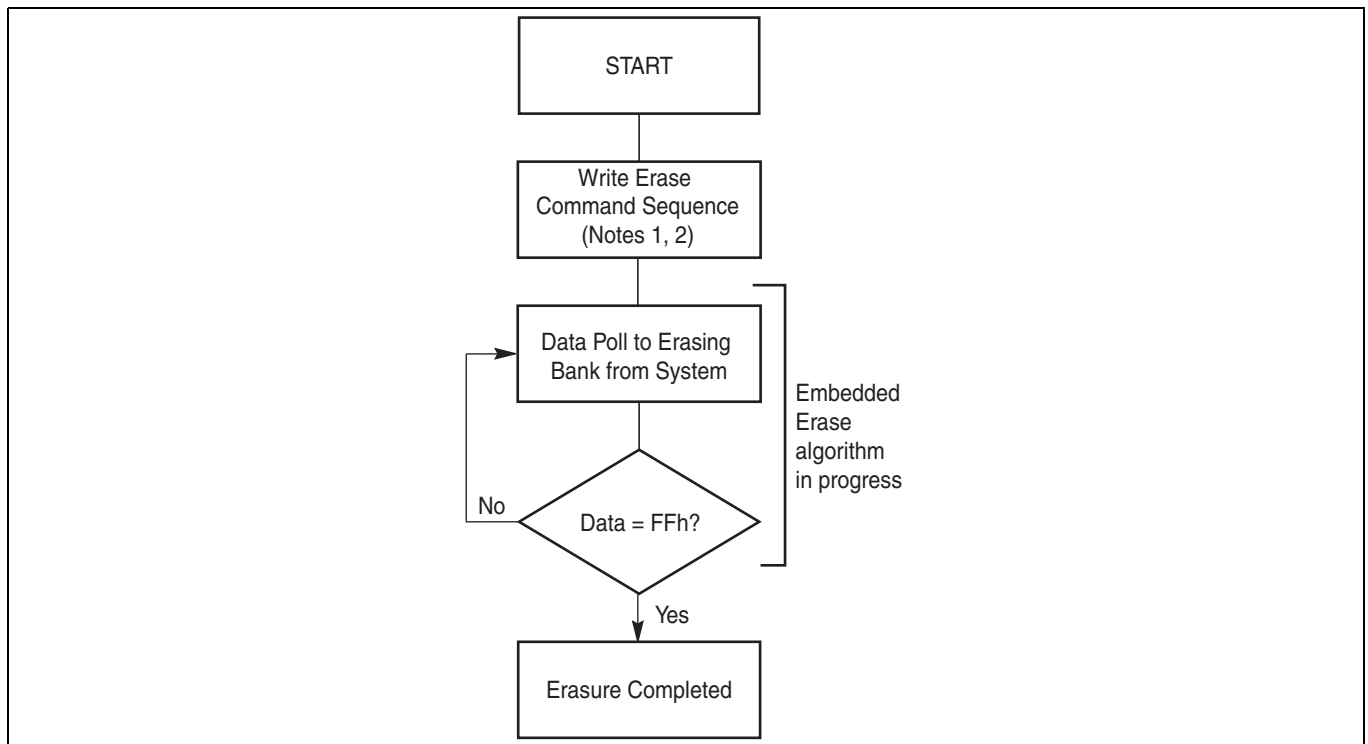 START
Write Erase
Command Sequence
(Notes 1, 2)
Data Poll to Erasing
Bank from System
Embedded
Erase
algorithm
in progress
No
Data = FFh?
Yes
Erasure Completed